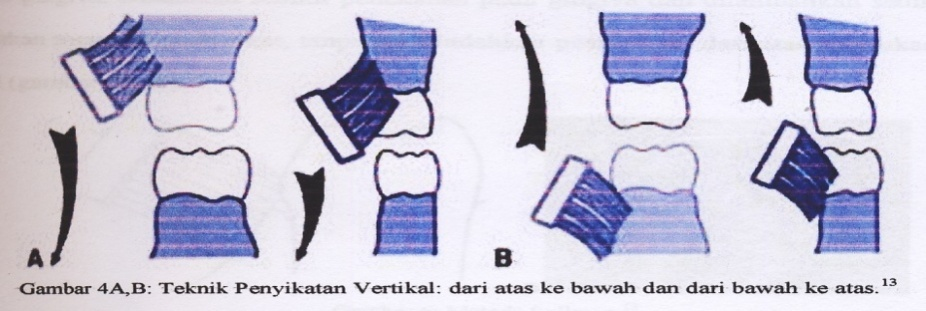 A
B
Gambar 4A,B: Teknik Penyikatan Vertikal: dari atas ke bawah dan dari bawah ke atas.¹³